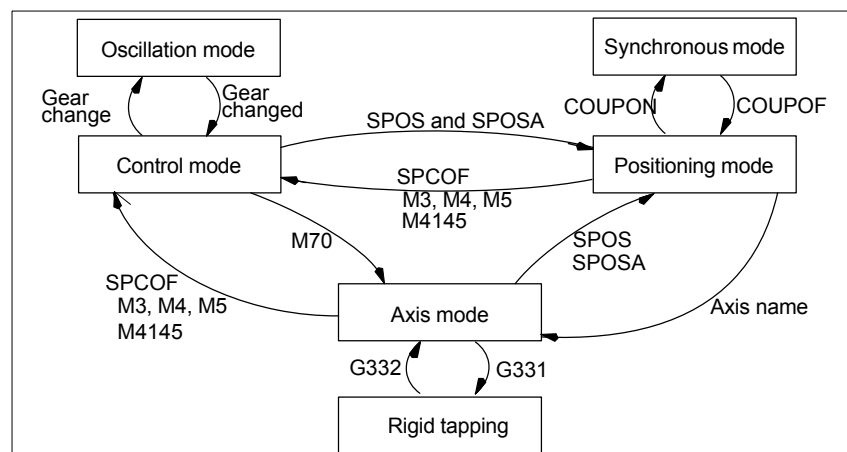 Oscillation mode
Synchronous mode
Gear
change
Gear
changed
COUPON
COUPOF
SPOS and SPOSA
Control mode
Positioning mode
SPCOF
M3, M4, M5
M4145
M70
SPOS
SPOSA
SPCOF
M3, M4, M5
M4145
Axis mode
Axis name
G332
G331
Rigid tapping